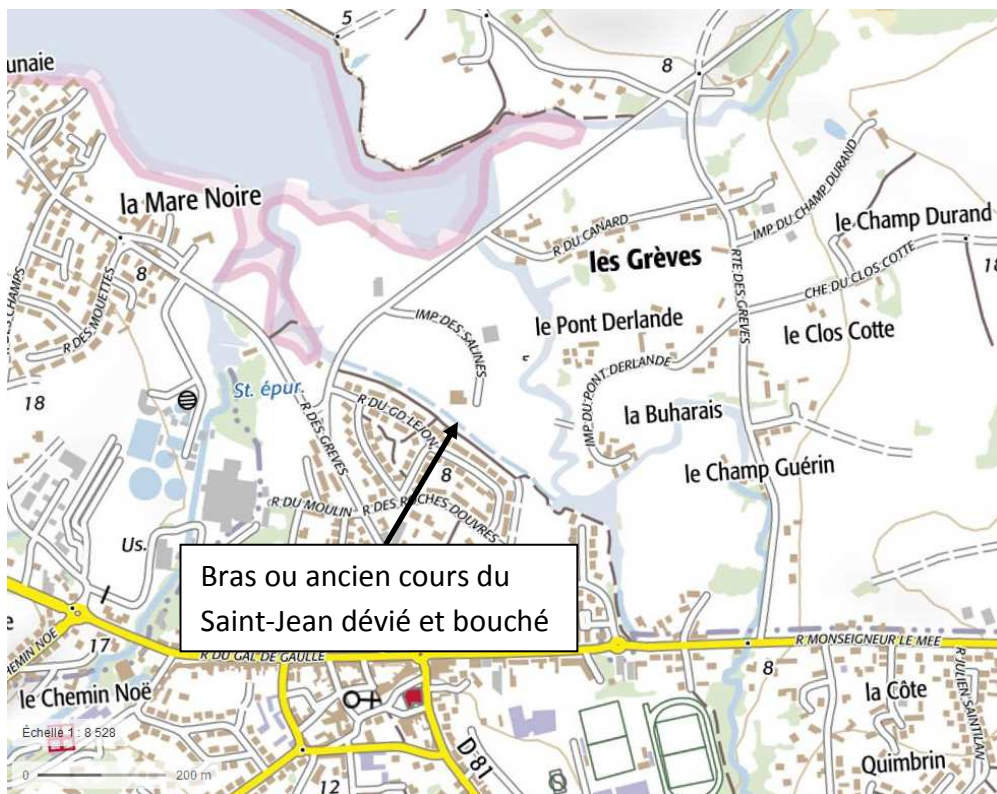 5
8
unaie
la Mare Noire
8
R DU CANARD
IMP DU CHAMP DURAND
le Champ Durand
les Grèves
RTE DES GRÈVES
CHE DU CLOS COTTE
18
R DES MOUETTES
S CHAMPS
IMP DES SALINES
le Pont Derlande
le Clos Cotte
18
St. épur.
R DES GRÈVES
R DU GD LEJON
IMP DU PONT DERLANDE
la Buharais
8
le Champ Guérin
R DU MOULIN
R DES ROCHES DOUVRES
Us.
Bras ou ancien cours du
Saint-Jean dévié et bouché
17
R DU GAL DE GAULLE
R MONSEIGNEUR LE MEE
8
CHEMIN NOË
le Chemin Noë
la Côte
R JULIEN SAINTILAN
Échelle 1 : 8 528
0 200 m
D 81
12
Quimbrin